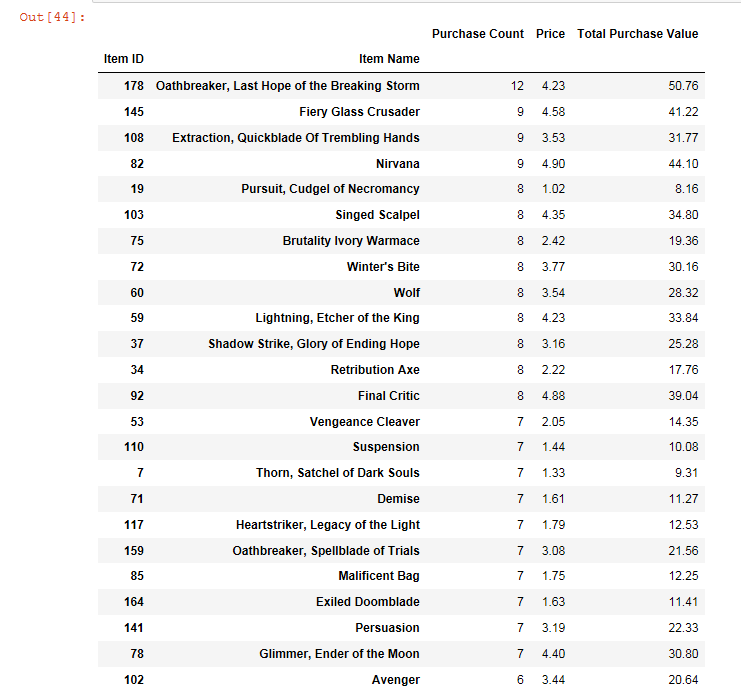 Out[44]:
Purchase Count Price Total Purchase Value
Item ID Item Name
178 Oathbreaker, Last Hope of the Breaking Storm 12 4.23 50.76
145 Fiery Glass Crusader 9 4.58 41.22
108 Extraction, Quickblade Of Trembling Hands 9 3.53 31.77
82 Nirvana 9 4.90 44.10
19 Pursuit, Cudgel of Necromancy 8 1.02 8.16
103 Singed Scalpel 8 4.35 34.80
75 Brutality Ivory Warmace 8 2.42 19.36
72 Winter's Bite 8 3.77 30.16
60 Wolf 8 3.54 28.32
59 Lightning, Etcher of the King 8 4.23 33.84
37 Shadow Strike, Glory of Ending Hope 8 3.16 25.28
34 Retribution Axe 8 2.22 17.76
92 Final Critic 8 4.88 39.04
53 Vengeance Cleaver 7 2.05 14.35
110 Suspension 7 1.44 10.08
7 Thorn, Satchel of Dark Souls 7 1.33 9.31
71 Demise 7 1.61 11.27
117 Heartstriker, Legacy of the Light 7 1.79 12.53
159 Oathbreaker, Spellblade of Trials 7 3.08 21.56
85 Malificent Bag 7 1.75 12.25
164 Exiled Doomblade 7 1.63 11.41
141 Persuasion 7 3.19 22.33
78 Glimmer, Ender of the Moon 7 4.40 30.80
102 Avenger 6 3.44 20.64